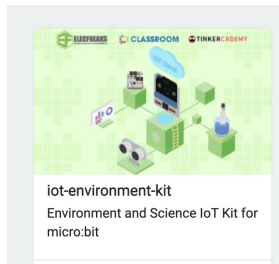 ELECFREAKS CLASSROOM TINKERCADEMY
IOT Cloud
iot-environment-kit
Environment and Science IoT Kit for
micro:bit